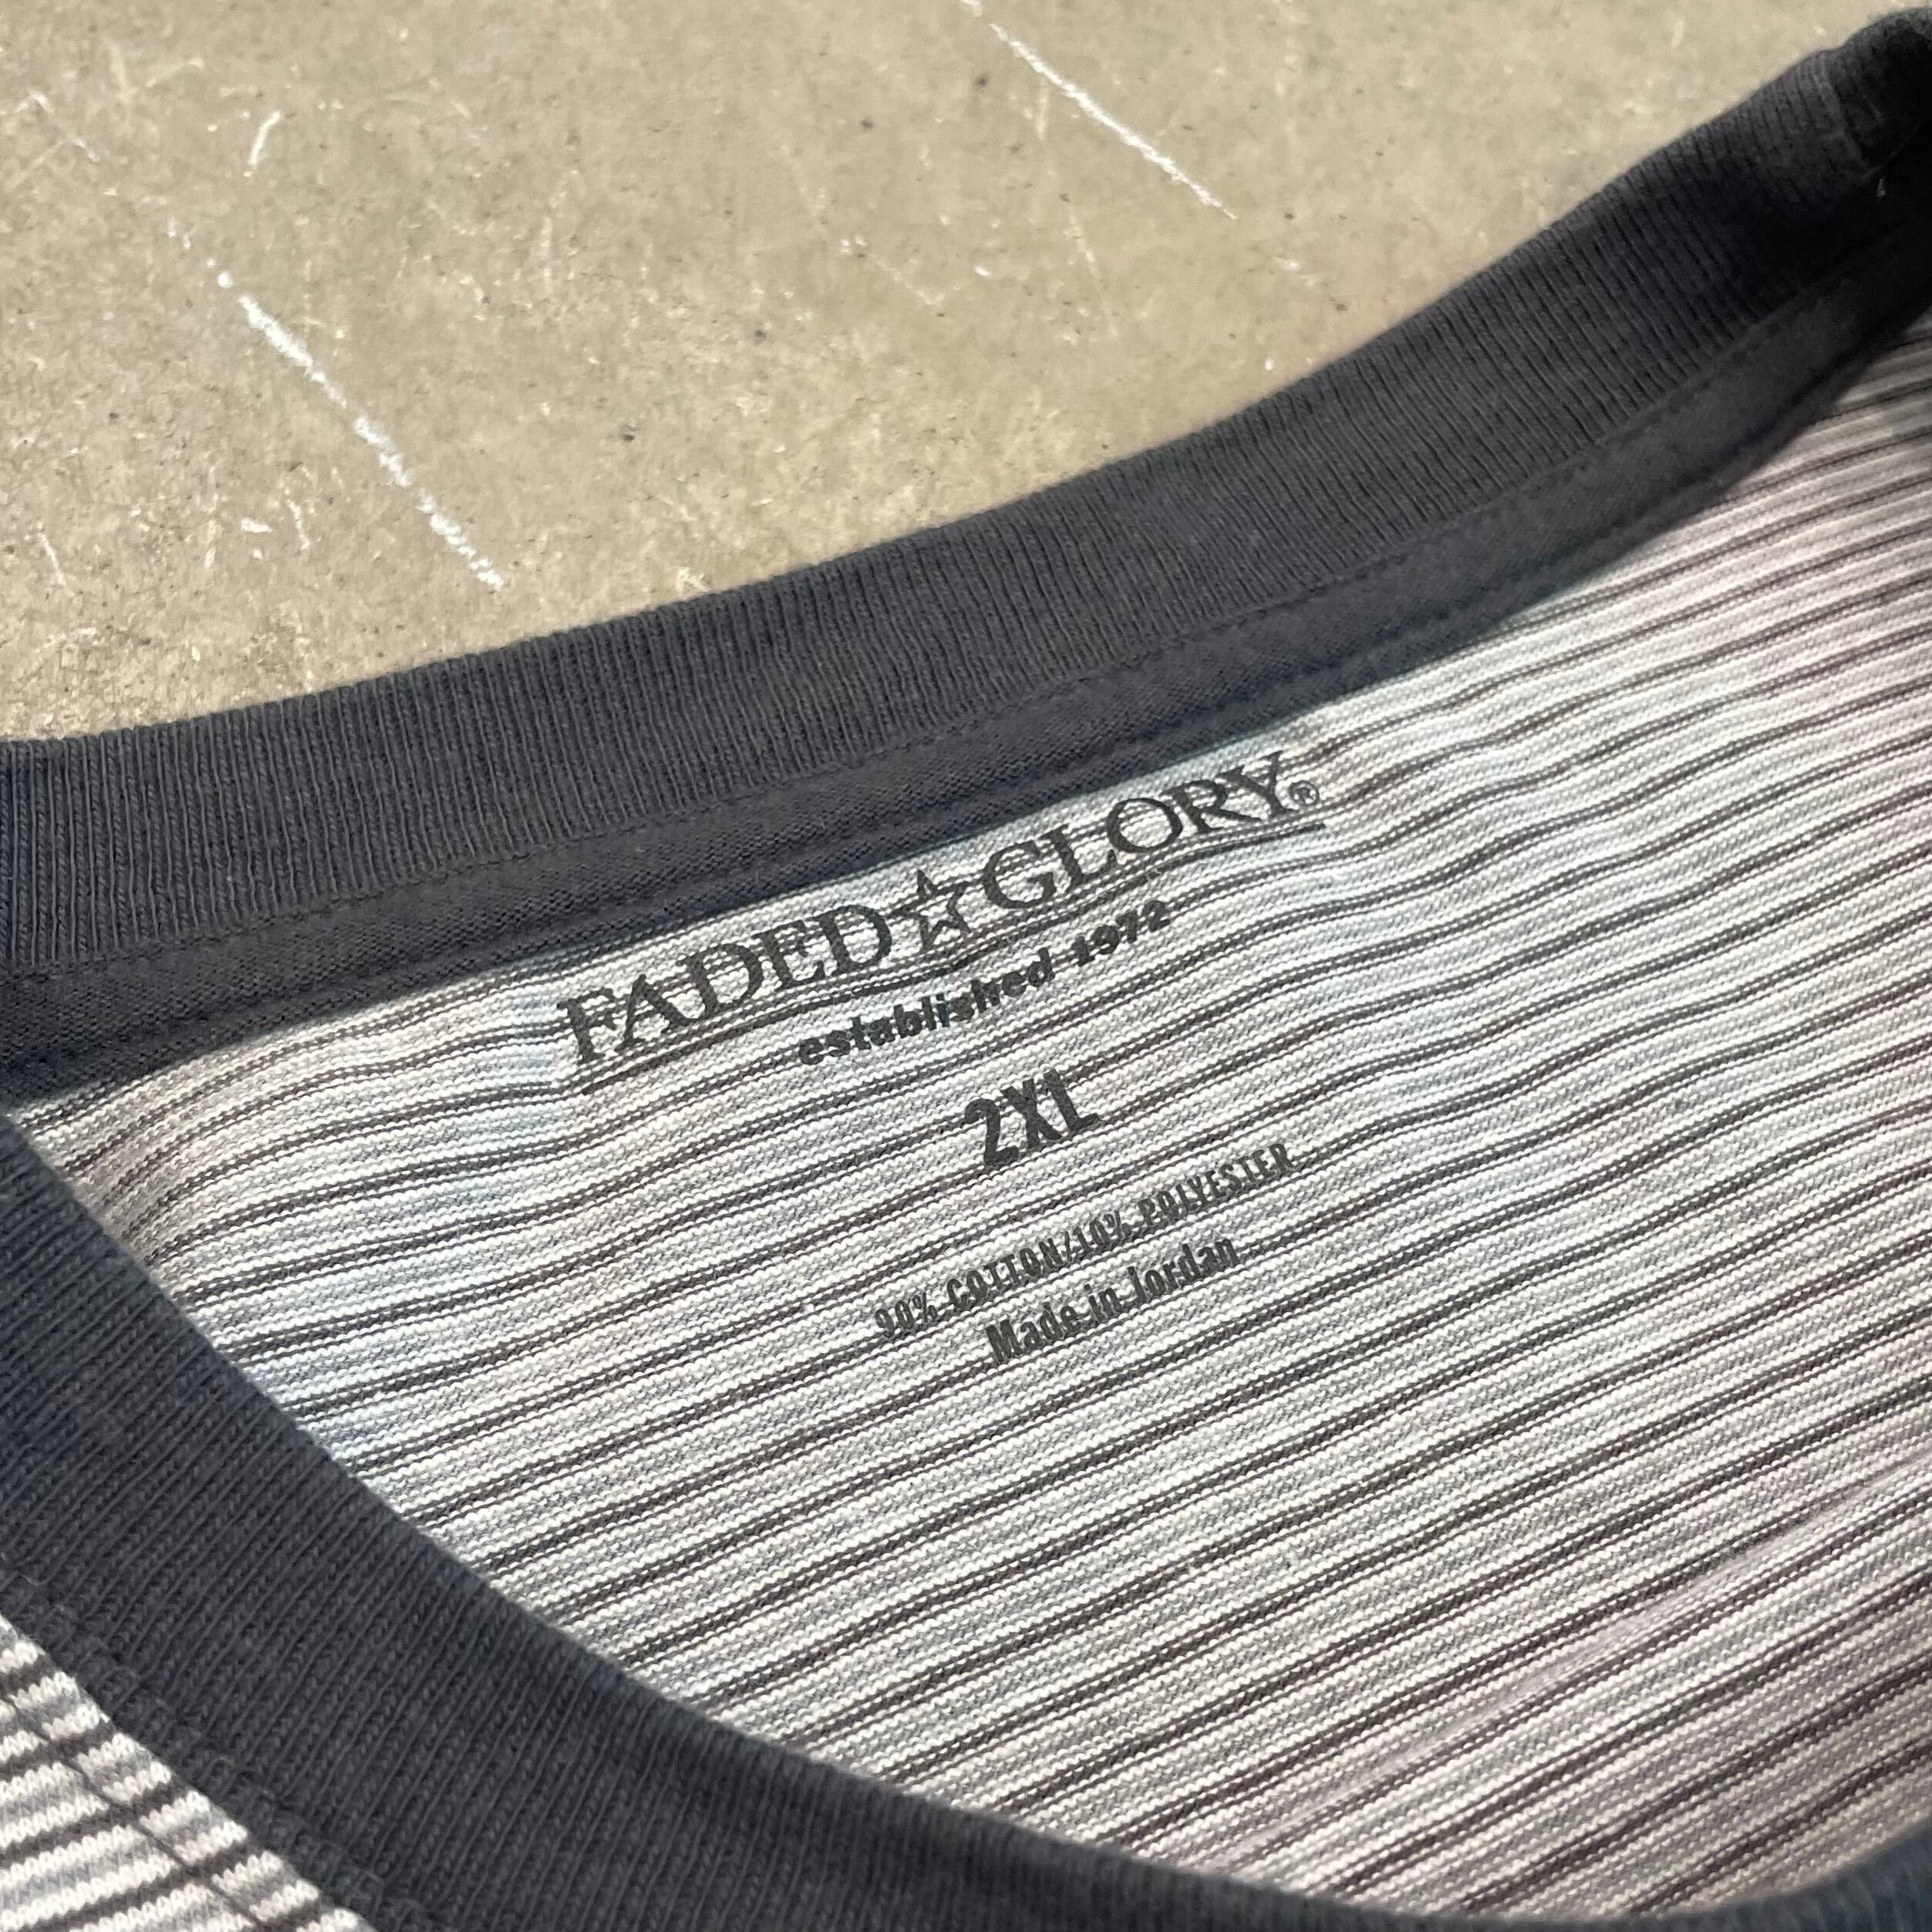 FADED☆GLORY®
established 1972
2XL
90% COTTON/10% POLYESTER
Made in Jordan